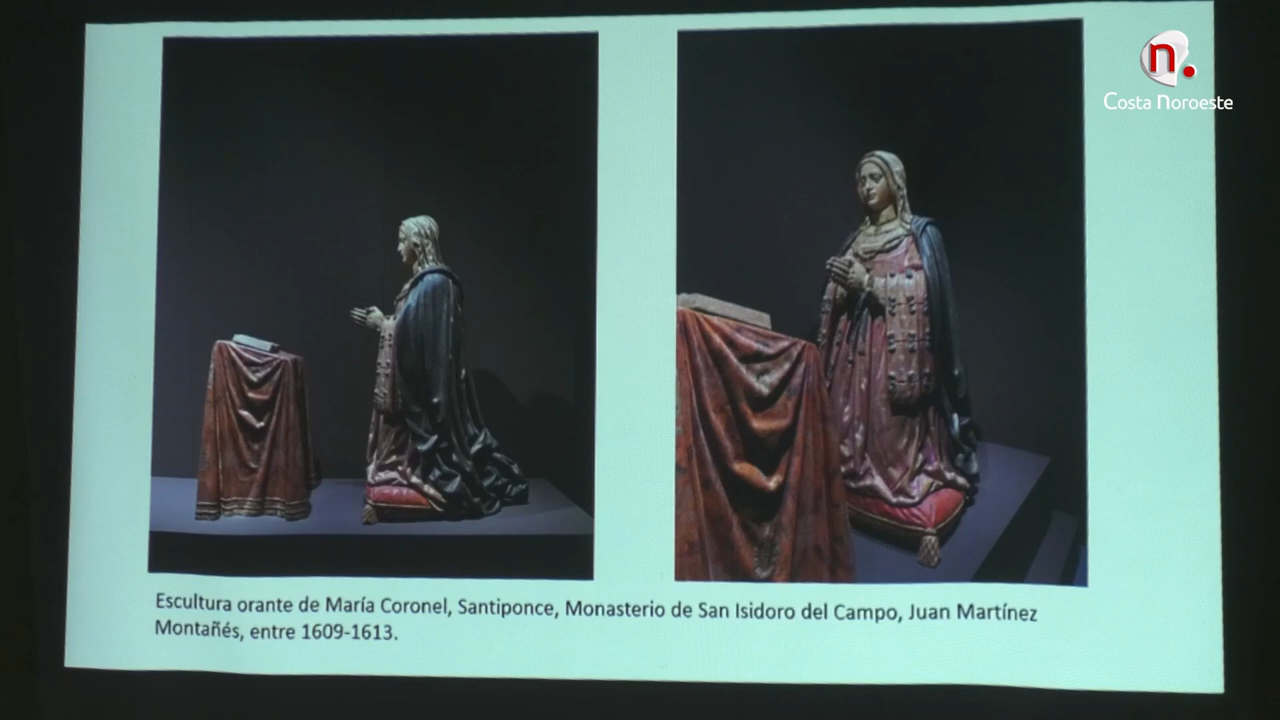 n.
Costa noroeste
Escultura orante de María Coronel, Santiponce, Monasterio de San Isidoro del Campo, Juan Martínez
Montañés, entre 1609-1613.